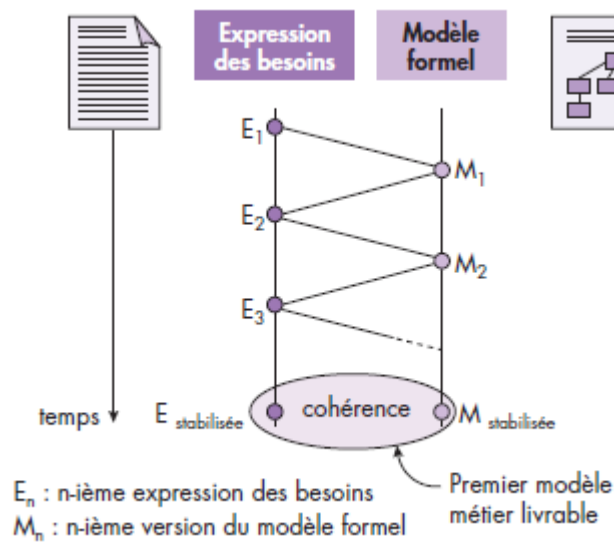 Expression
des besoins
Modèle
formel
E1
M1
E2
M2
E3
temps
E stabilisée
cohérence
M stabilisée
En : n-ième expression des besoins
Mn : n-ième version du modèle formel
Premier modèle
métier livrable